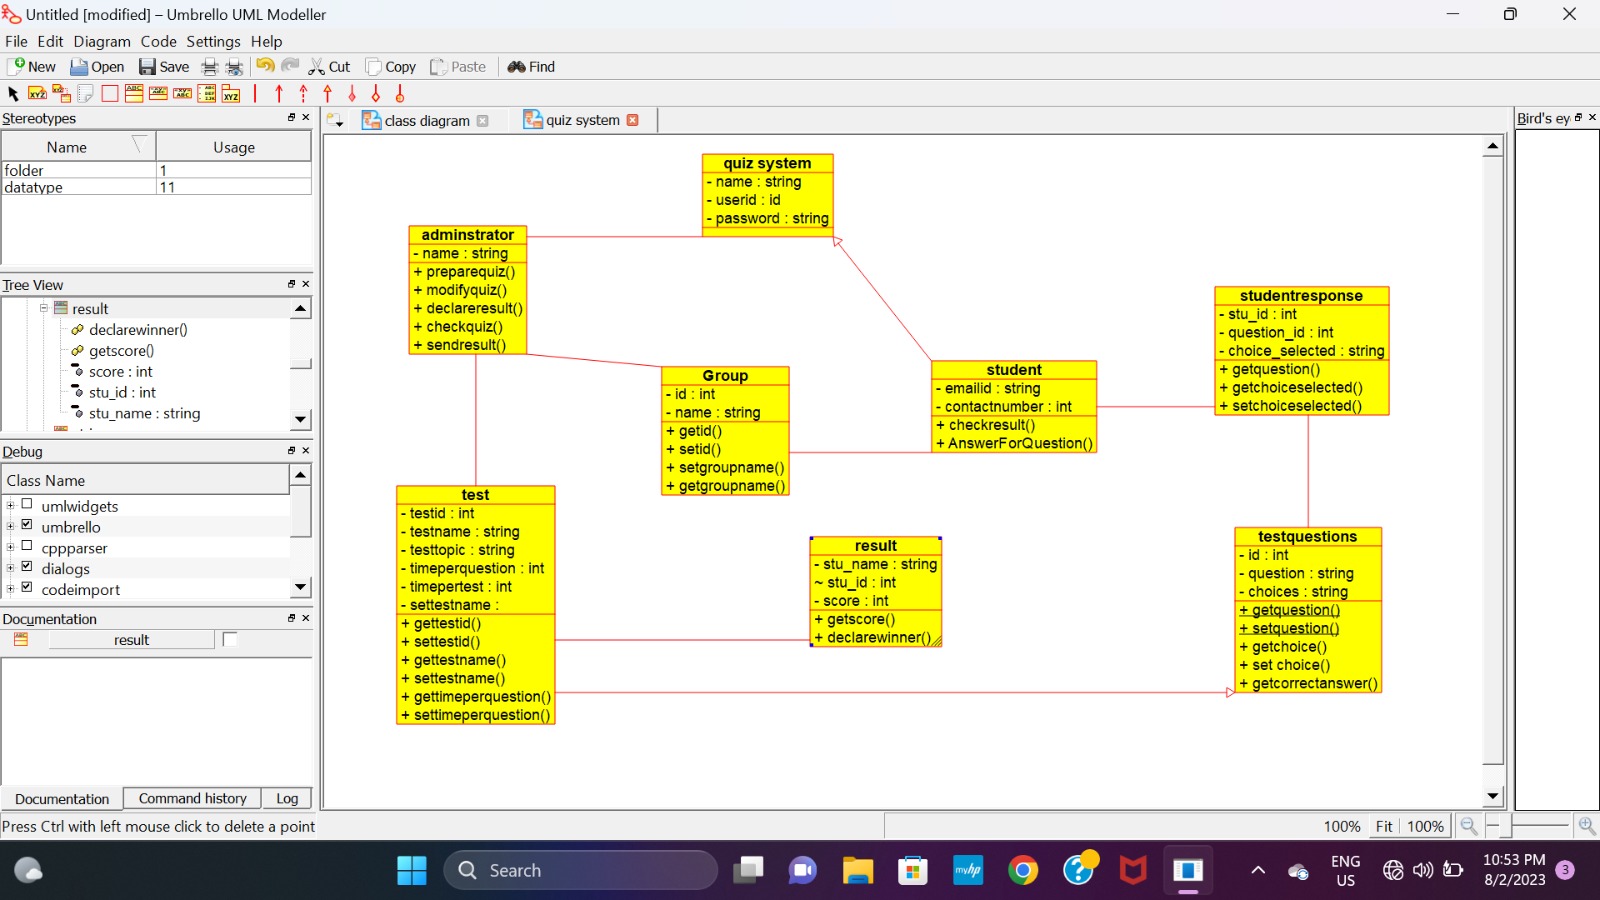 Untitled [modified] – Umbrello UML Modeller
File Edit Diagram Code Settings Help
New Open Save Cut Copy Paste Find
Stereotypes
Name Usage
folder 1
datatype 11
Tree View
result
declarewinner()
getscore()
score : int
stu_id : int
stu_name : string
Debug
Class Name
umlwidgets
umbrello
cppparser
dialogs
codeimport
Documentation
result
Documentation Command history Log
Press Ctrl with left mouse click to delete a point
class diagram quiz system
Bird's ey
quiz system
- name : string
- userid : id
- password : string
adminstrator
- name : string
+ preparequiz()
+ modifyquiz()
+ declareresult()
+ checkquiz()
+ sendresult()
Group
- id : int
- name : string
+ getid()
+ setid()
+ setgroupname()
+ getgroupname()
student
- emailid : string
- contactnumber : int
+ checkresult()
+ AnswerForQuestion()
studentresponse
- stu_id : int
- question_id : int
- choice_selected : string
+ getquestion()
+ getchoiceselected()
+ setchoiceselected()
test
- testid : int
- testname : string
- testtopic : string
- timeperquestion : int
- timepertest : int
- settestname :
+ gettestid()
+ settestid()
+ gettestname()
+ settestname()
+ gettimeperquestion()
+ settimeperquestion()
result
- stu_name : string
~ stu_id : int
- score : int
+ getscore()
+ declarewinner()
testquestions
- id : int
- question : string
- choices : string
+ getquestion()
+ setquestion()
+ getchoice()
+ set choice()
+ getcorrectanswer()
100% Fit 100%
Search
myhp
ENG
US
10:53 PM
8/2/2023
3